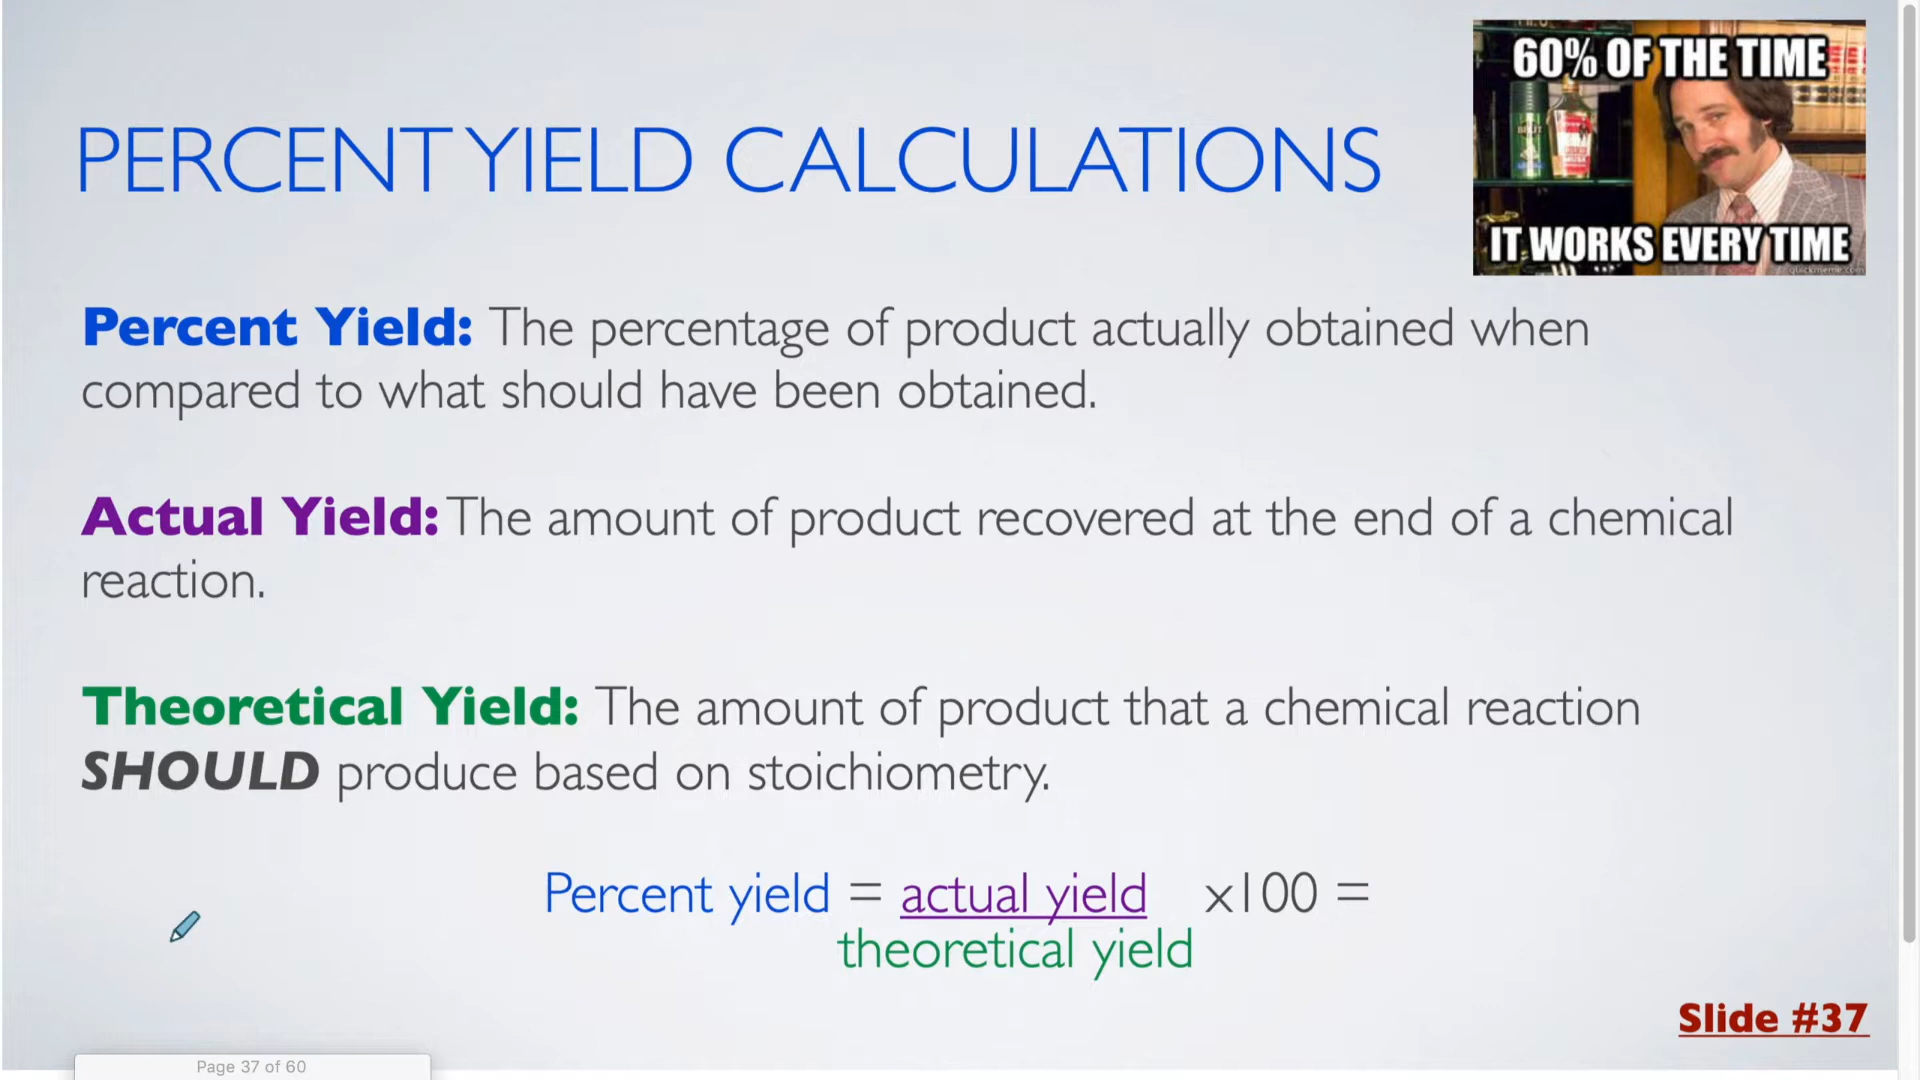 60% OF THE TIME
IT WORKS EVERY TIME
quickmeme.com
PERCENT YIELD CALCULATIONS
Percent Yield: The percentage of product actually obtained when
compared to what should have been obtained.
Actual Yield: The amount of product recovered at the end of a chemical
reaction.
Theoretical Yield: The amount of product that a chemical reaction
SHOULD produce based on stoichiometry.
Percent yield = actual yield x100 =
theoretical yield
Slide #37
Page 37 of 60